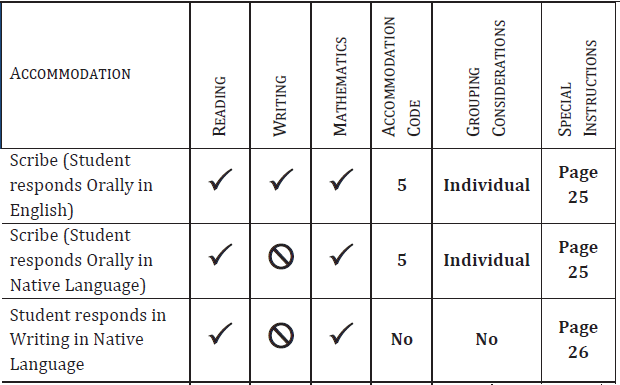 ACCOMMODATION
READING
WRITING
MATHEMATICS
ACCOMMODATION
CODE
GROUPING
CONSIDERATIONS
SPECIAL
INSTRUCTIONS
Scribe (Student
responds Orally in
English)
5
Individual
Page
25
Scribe (Student
responds Orally in
Native Language)
5
Individual
Page
25
Student responds in
Writing in Native
Language
No
No
Page
26